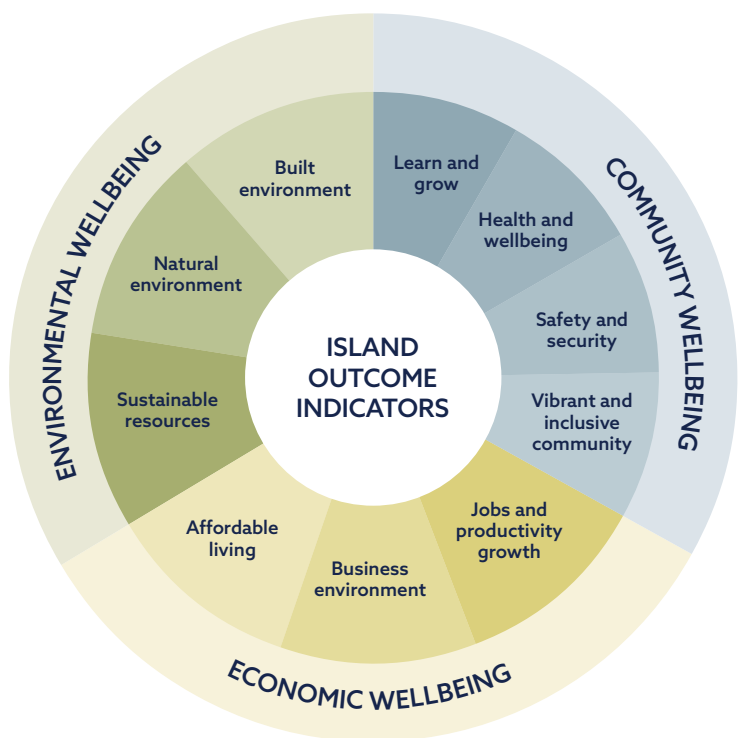 ISLAND
OUTCOME
INDICATORS
COMMUNITY WELLBEING
Learn and
grow
Health and
wellbeing
Safety and
security
Vibrant and
inclusive
community
ECONOMIC WELLBEING
Jobs and
productivity
growth
Business
environment
Affordable
living
ENVIRONMENTAL WELLBEING
Sustainable
resources
Natural
environment
Built
environment